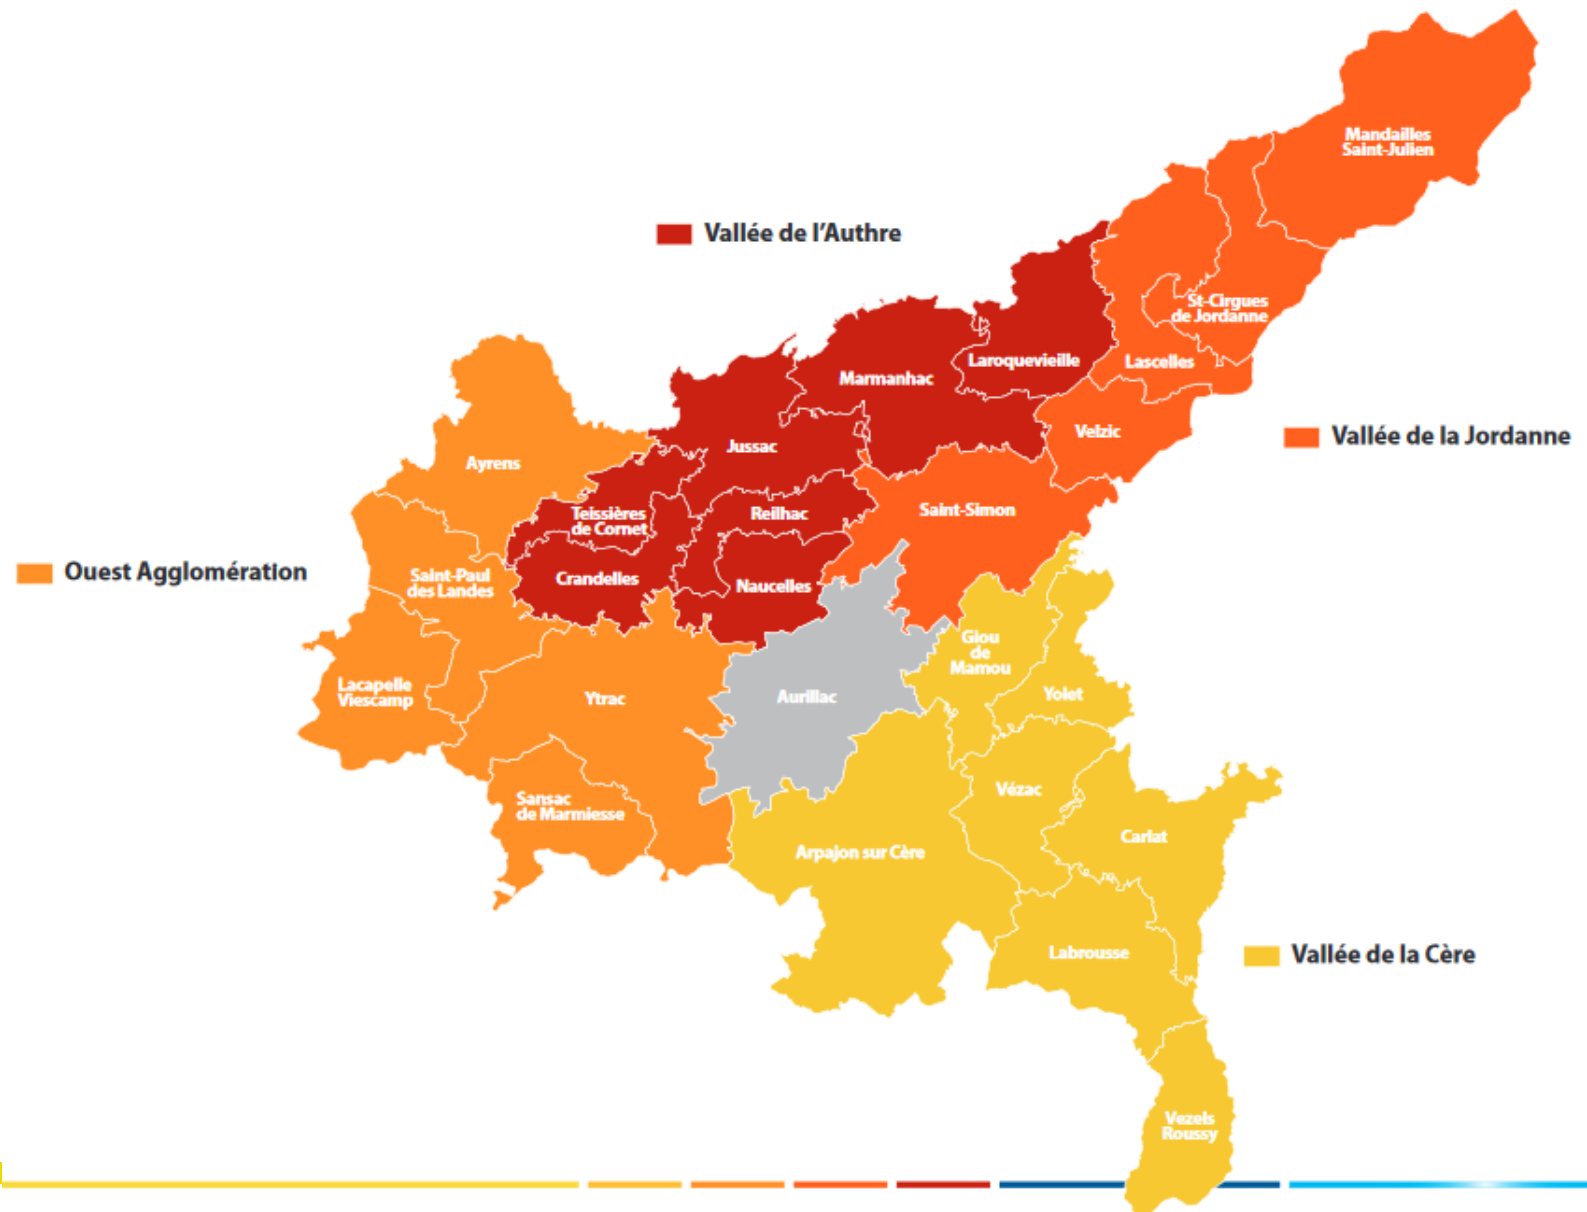 Mandailles
Saint-Julien
Vallée de l'Authre
St-Cirgues
de Jordanne
Laroquevieille
Lascelles
Marmanhac
Velzic
Vallée de la Jordanne
Jussac
Ayrens
Saint-Simon
Teissières
de Cornet
Reilhac
Ouest Agglomération
Saint-Paul
des Landes
Crandelles
Naucelles
Giou
de
Mamou
Lacapelle
Viescamp
Ytrac
Aurillac
Yolet
Vézac
Sansac
de Marmiesse
Carlat
Arpajon sur Cère
Labrousse
Vallée de la Cère
Vezels
Roussy